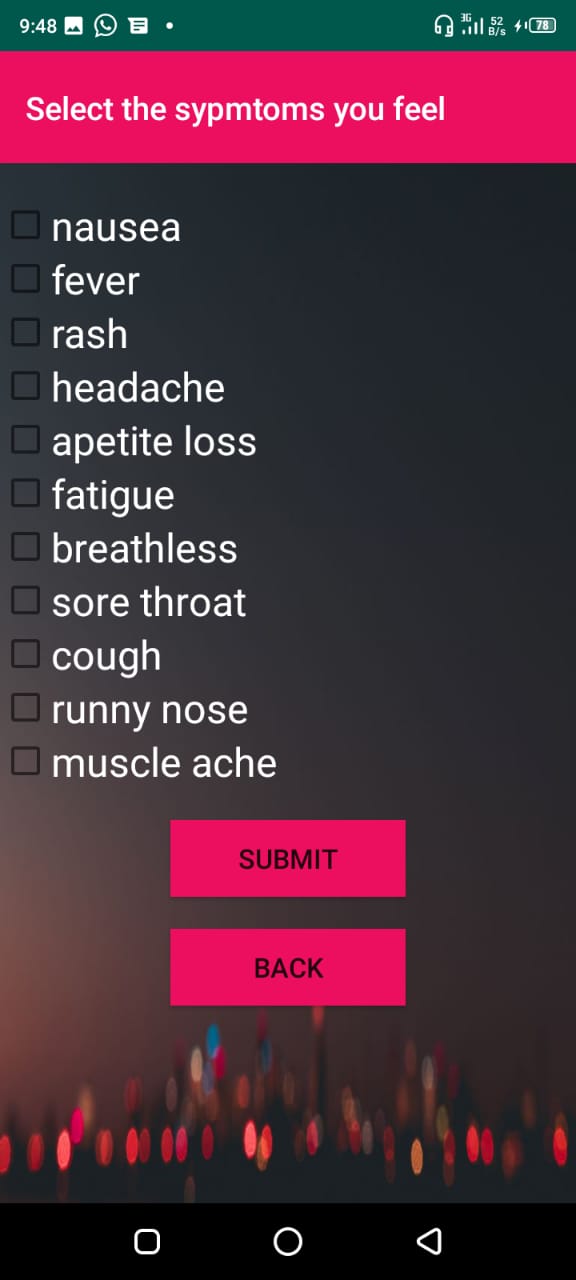 9:48 3G 52 B/s 78
Select the sypmtoms you feel
nausea
fever
rash
headache
apetite loss
fatigue
breathless
sore throat
cough
runny nose
muscle ache
SUBMIT
BACK